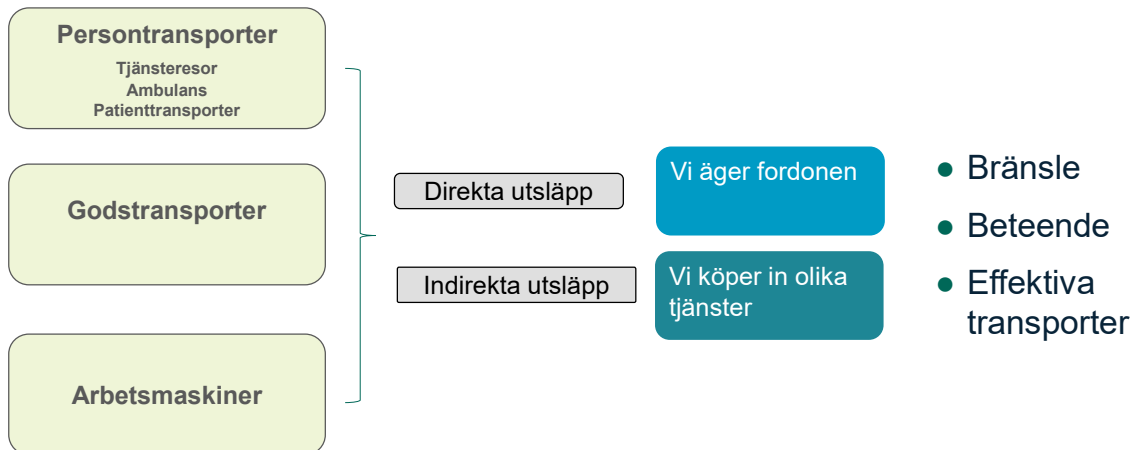 Persontransporter
Tjänsteresor
Ambulans
Patienttransporter
Godstransporter
Arbetsmaskiner
Direkta utsläpp
Indirekta utsläpp
Vi äger fordonen
Vi köper in olika
tjänster
● Bränsle
● Beteende
● Effektiva
transporter